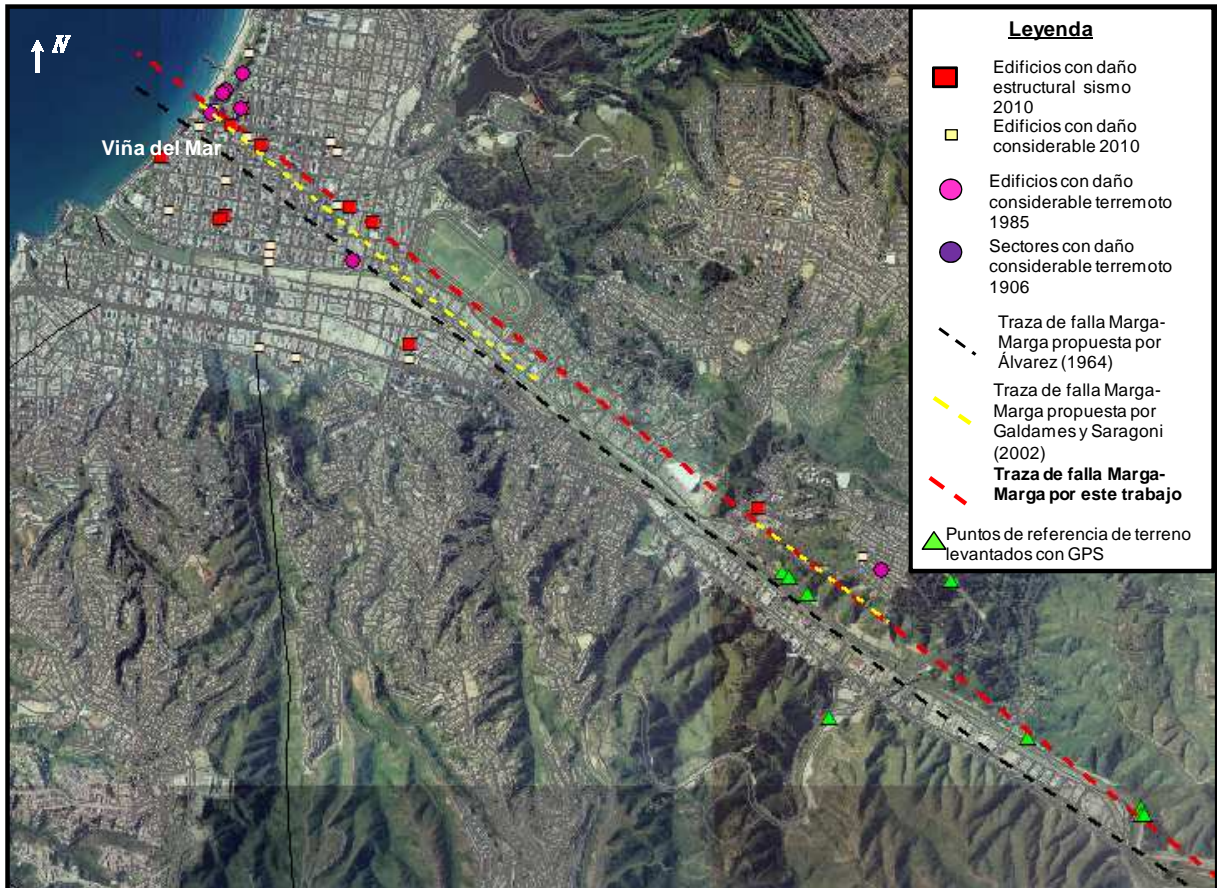 N
Viña del Mar
Leyenda
Edificios con daño
estructural sismo
2010
Edificios con daño
considerable 2010
Edificios con daño
considerable terremoto
1985
Sectores con daño
considerable terremoto
1906
Traza de falla Marga-
Marga propuesta por
Álvarez (1964)
Traza de falla Marga-
Marga propuesta por
Galdames y Saragoni
(2002)
Traza de falla Marga-
Marga por este trabajo
Puntos de referencia de terreno
levantados con GPS